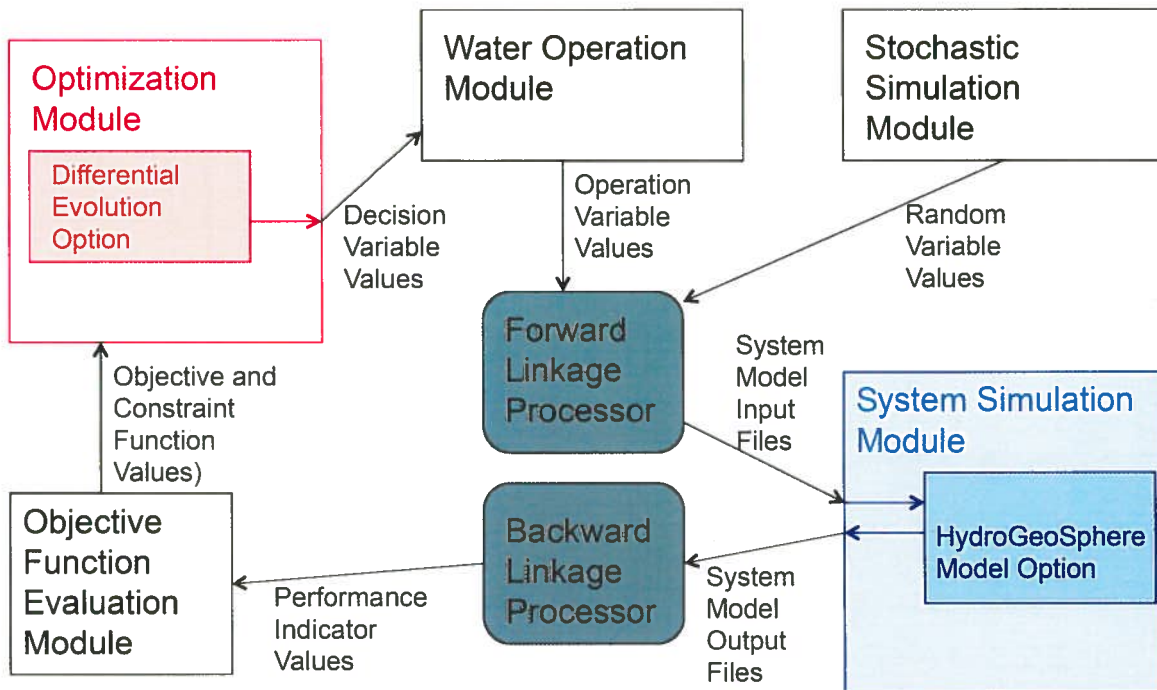 Optimization
Module
Differential
Evolution
Option
Water Operation
Module
Stochastic
Simulation
Module
Decision
Variable
Values
Operation
Variable
Values
Random
Variable
Values
Forward
Linkage
Processor
System
Model
Input
Files
System Simulation
Module
HydroGeoSphere
Model Option
Backward
Linkage
Processor
System
Model
Output
Files
Performance
Indicator
Values
Objective
Function
Evaluation
Module
Objective and
Constraint
Function
Values)